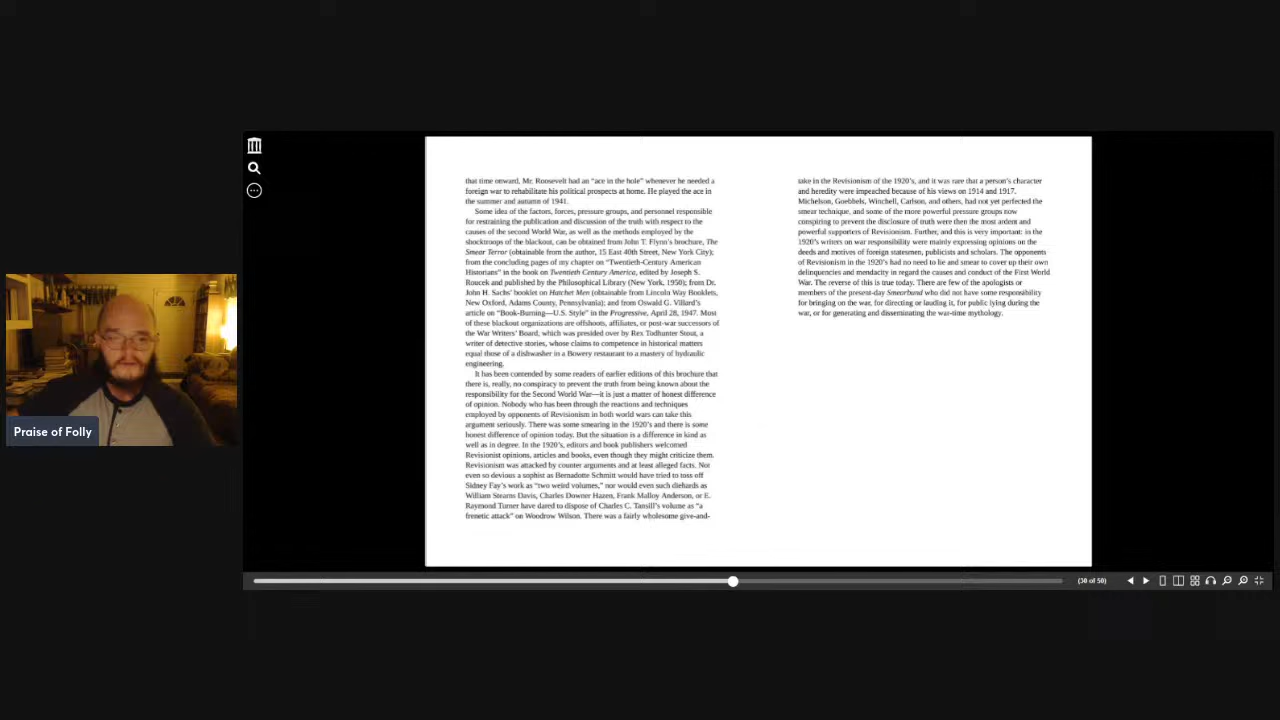 that time onward, Mr. Roosevelt had an “ace in the hole” whenever he needed a
foreign war to rehabilitate his political prospects at home. He played the ace in
the summer and autumn of 1941.
Some idea of the factors, forces, pressure groups, and personnel responsible
for restraining the publication and discussion of the truth with respect to the
causes of the second World War, as well as the methods employed by the
shocktroops of the blackout, can be obtained from John T. Flynn's brochure, The
Smear Terror (obtainable from the author, 15 East 40th Street, New York City);
from the concluding pages of my chapter on “Twentieth-Century American
Historians” in the book on Twentieth Century America, edited by Joseph S.
Roucek and published by the Philosophical Library (New York, 1950); from Dr.
John H. Sachs' booklet on Hatchet Men (obtainable from Lincoln Way Booklets,
New Oxford, Adams County, Pennsylvania); and from Oswald G. Villard's
article on “Book-Burning—U.S. Style” in the Progressive, April 28, 1947. Most
of these blackout organizations are offshoots, affiliates, or post-war successors of
the War Writers' Board, which was presided over by Rex Todhunter Stout, a
writer of detective stories, whose claims to competence in historical matters
equal those of a dishwasher in a Bowery restaurant to a mastery of hydraulic
engineering.
It has been contended by some readers of earlier editions of this brochure that
there is, really, no conspiracy to prevent the truth from being known about the
responsibility for the Second World War—it is just a matter of honest difference
of opinion. Nobody who has been through the reactions and techniques
employed by opponents of Revisionism in both world wars can take this
argument seriously. There was some smearing in the 1920's and there is some
honest difference of opinion today. But the situation is a difference in kind as
well as in degree. In the 1920's, editors and book publishers welcomed
Revisionist opinions, articles and books, even though they might criticize them.
Revisionism was attacked by counter arguments and at least alleged facts. Not
even so devious a sophist as Bernadotte Schmitt would have tried to toss off
Sidney Fay's work as “two weird volumes,” nor would even such diehards as
William Stearns Davis, Charles Downer Hazen, Frank Malloy Anderson, or E.
Raymond Turner have dared to dispose of Charles C. Tansill's volume as “a
frenetic attack” on Woodrow Wilson. There was a fairly wholesome give-and-
take in the Revisionism of the 1920's, and it was rare that a person's character
and heredity were impeached because of his views on 1914 and 1917.
Michelson, Goebbels, Winchell, Carlson, and others, had not yet perfected the
smear technique, and some of the more powerful pressure groups now
conspiring to prevent the disclosure of truth were then the most ardent and
powerful supporters of Revisionism. Further, and this is very important: in the
1920's writers on war responsibility were mainly expressing opinions on the
deeds and motives of foreign statesmen, publicists and scholars. The opponents
of Revisionism in the 1920's had no need to lie and smear to cover up their own
delinquencies and mendacity in regard the causes and conduct of the First World
War. The reverse of this is true today. There are few of the apologists or
members of the present-day Smearbund who did not have some responsibility
for bringing on the war, for directing or lauding it, for public lying during the
war, or for generating and disseminating the war-time mythology.
Praise of Folly
(30 of 50)